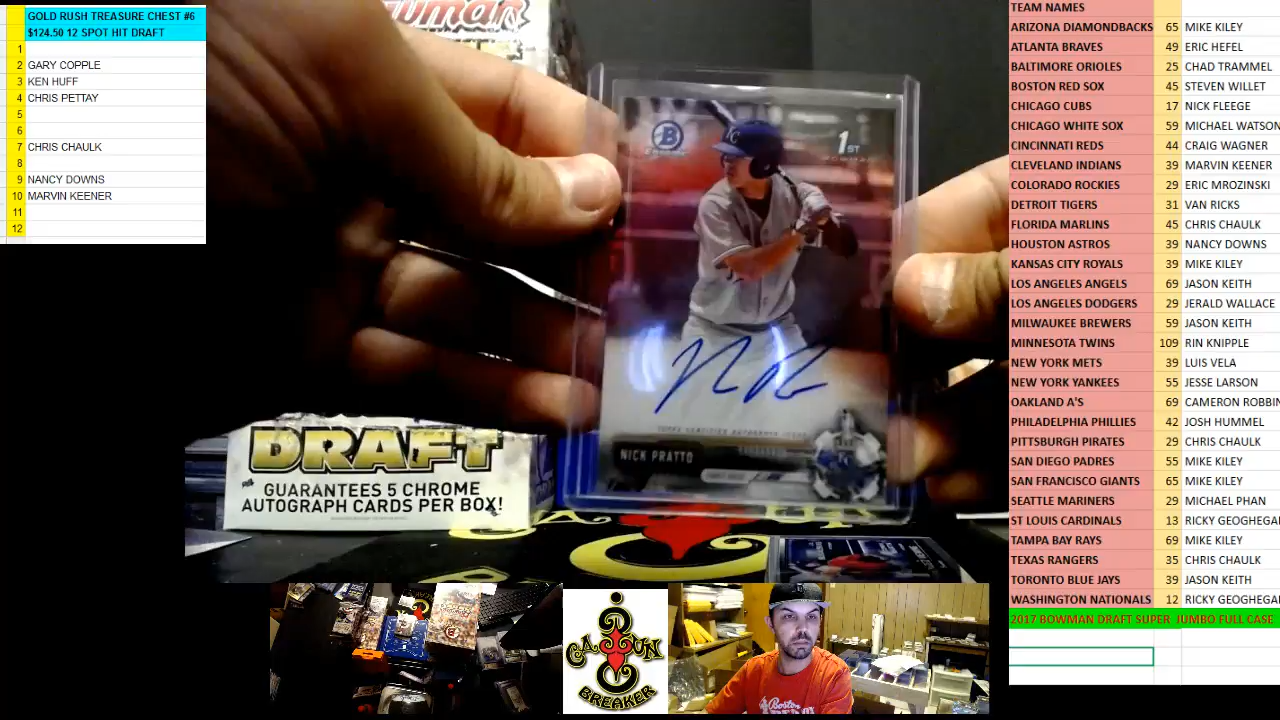 GOLD RUSH TREASURE CHEST #6
$124.50 12 SPOT HIT DRAFT
1
2 GARY COPPLE
3 KEN HUFF
4 CHRIS PETTAY
5
6
7 CHRIS CHAULK
8
9 NANCY DOWNS
10 MARVIN KEENER
11
12
B
1ST
KC
NICK PRATTO
DRAFT
GUARANTEES 5 CHROME
AUTOGRAPH CARDS PER BOX!
CAJUN
BREAKER
Boston
TEAM NAMES
ARIZONA DIAMONDBACKS 65 MIKE KILEY
ATLANTA BRAVES 49 ERIC HEFEL
BALTIMORE ORIOLES 25 CHAD TRAMMEL
BOSTON RED SOX 45 STEVEN WILLET
CHICAGO CUBS 17 NICK FLEEGE
CHICAGO WHITE SOX 59 MICHAEL WATSON
CINCINNATI REDS 44 CRAIG WAGNER
CLEVELAND INDIANS 39 MARVIN KEENER
COLORADO ROCKIES 29 ERIC MROZINSKI
DETROIT TIGERS 31 VAN RICKS
FLORIDA MARLINS 45 CHRIS CHAULK
HOUSTON ASTROS 39 NANCY DOWNS
KANSAS CITY ROYALS 39 MIKE KILEY
LOS ANGELES ANGELS 69 JASON KEITH
LOS ANGELES DODGERS 29 JERALD WALLACE
MILWAUKEE BREWERS 59 JASON KEITH
MINNESOTA TWINS 109 RIN KNIPPLE
NEW YORK METS 39 LUIS VELA
NEW YORK YANKEES 55 JESSE LARSON
OAKLAND A'S 69 CAMERON ROBBIN
PHILADELPHIA PHILLIES 42 JOSH HUMMEL
PITTSBURGH PIRATES 29 CHRIS CHAULK
SAN DIEGO PADRES 55 MIKE KILEY
SAN FRANCISCO GIANTS 65 MIKE KILEY
SEATTLE MARINERS 29 MICHAEL PHAN
ST LOUIS CARDINALS 13 RICKY GEOGHEGA
TAMPA BAY RAYS 69 MIKE KILEY
TEXAS RANGERS 35 CHRIS CHAULK
TORONTO BLUE JAYS 39 JASON KEITH
WASHINGTON NATIONALS 12 RICKY GEOGHEGA
2017 BOWMAN DRAFT SUPER JUMBO FULL CASE